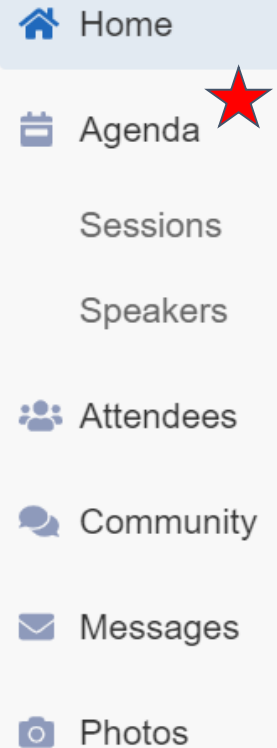 Home
Agenda
Sessions
Speakers
Attendees
Community
Messages
Photos